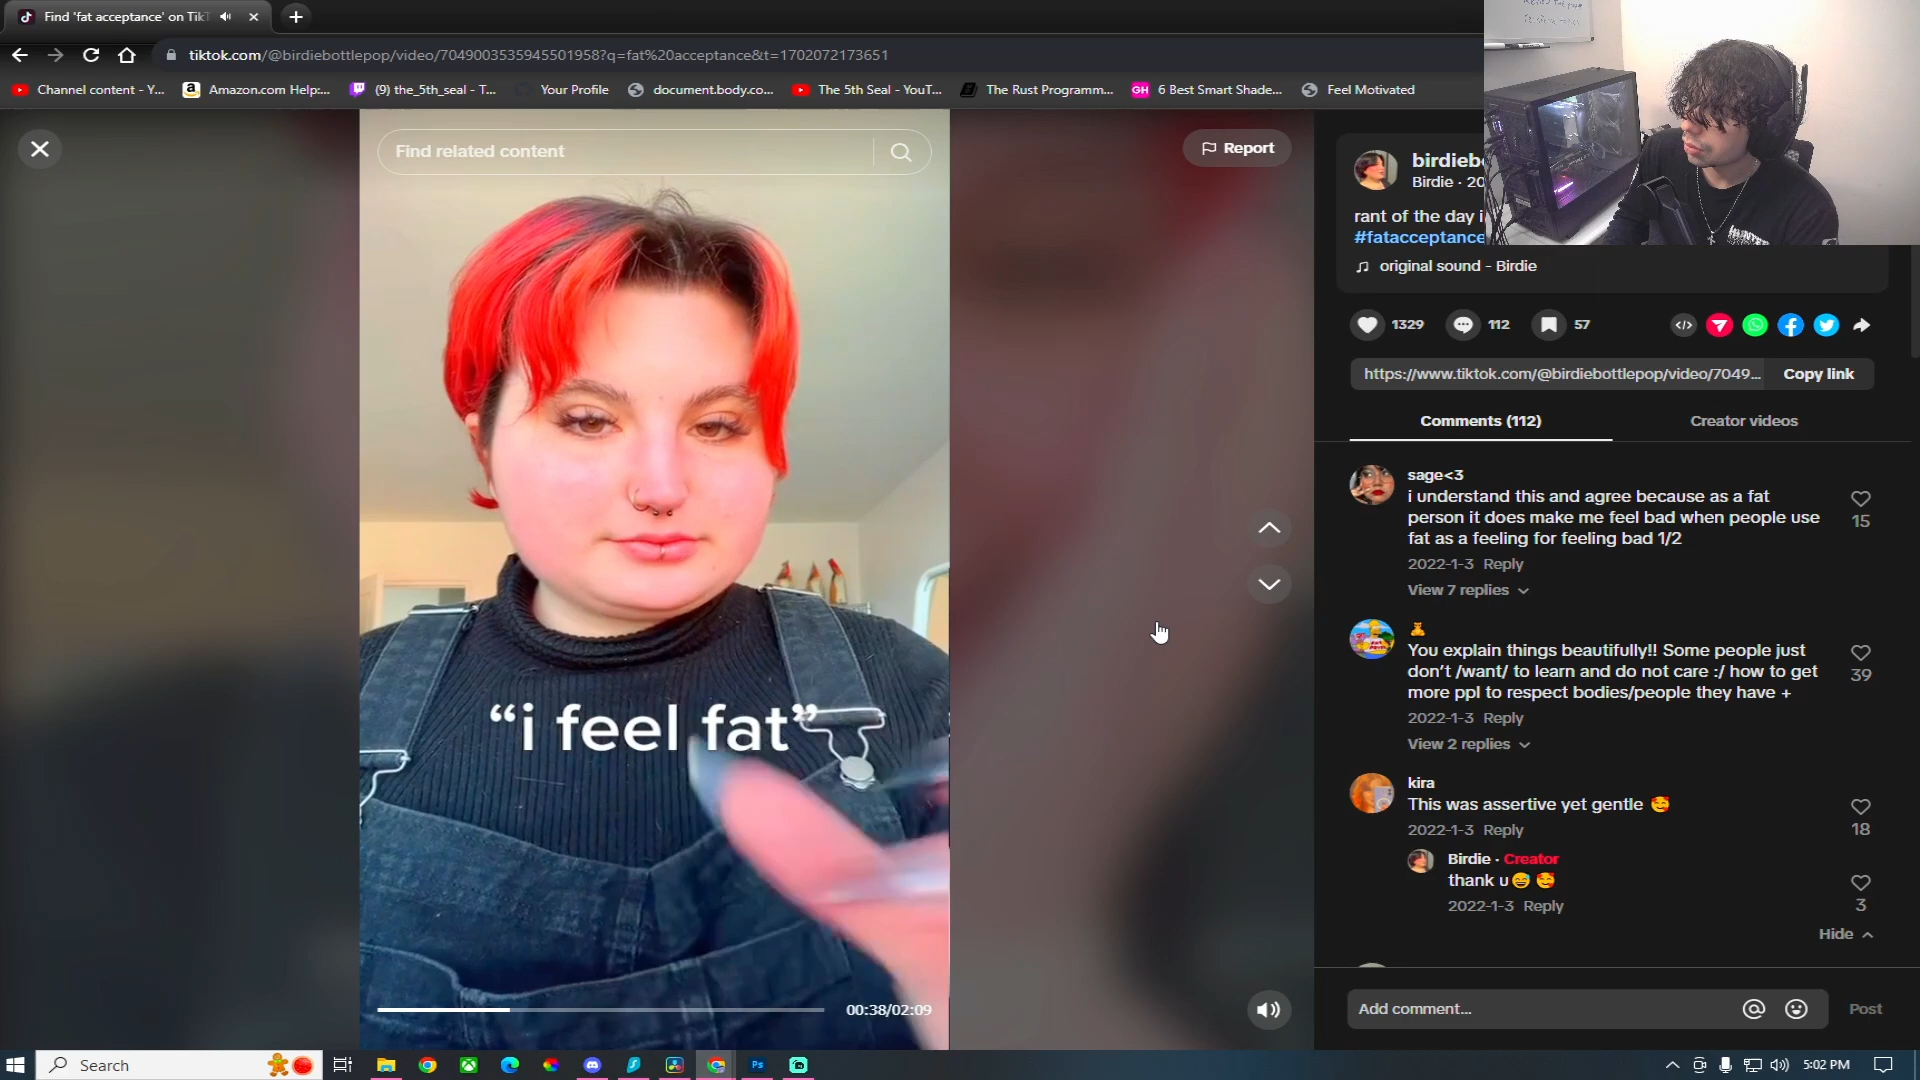 Find 'fat acceptance' on TikT
tiktok.com/@birdiebottlepop/video/7049003535945501958?q=fat%20acceptance&t=1702072173651
Channel content - Y...
Amazon.com Help:...
(9) the_5th_seal - T...
Your Profile
document.body.co...
The 5th Seal - YouT...
The Rust Programm...
GH
6 Best Smart Shade...
Feel Motivated
Find related content
Report
"i feel fat"
00:38/02:09
birdieb
Birdie · 20
rant of the day i
#fatacceptance
original sound - Birdie
1329
112
57
https://www.tiktok.com/@birdiebottlepop/video/7049...
Copy link
Comments (112)
Creator videos
sage<3
i understand this and agree because as a fat
person it does make me feel bad when people use
fat as a feeling for feeling bad 1/2
15
2022-1-3 Reply
View 7 replies
🧸
You explain things beautifully!! Some people just
don't /want/ to learn and do not care :/ how to get
more ppl to respect bodies/people they have +
39
2022-1-3 Reply
View 2 replies
kira
This was assertive yet gentle 🥰
18
2022-1-3 Reply
Birdie · Creator
thank u😅 🥰
3
2022-1-3 Reply
Hide
Add comment...
Post
Search
Ps
5:02 PM